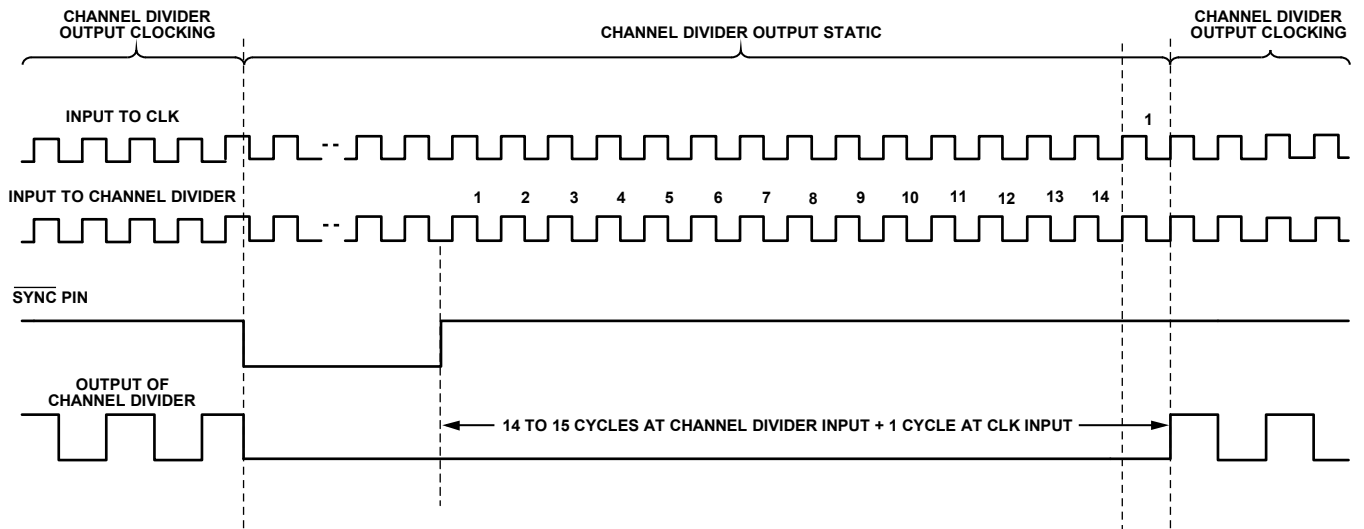 CHANNEL DIVIDER
OUTPUT CLOCKING
CHANNEL DIVIDER OUTPUT STATIC
CHANNEL DIVIDER
OUTPUT CLOCKING
INPUT TO CLK
1
INPUT TO CHANNEL DIVIDER
1 2 3 4 5 6 7 8 9 10 11 12 13 14
SYNC PIN
OUTPUT OF
CHANNEL DIVIDER
14 TO 15 CYCLES AT CHANNEL DIVIDER INPUT + 1 CYCLE AT CLK INPUT